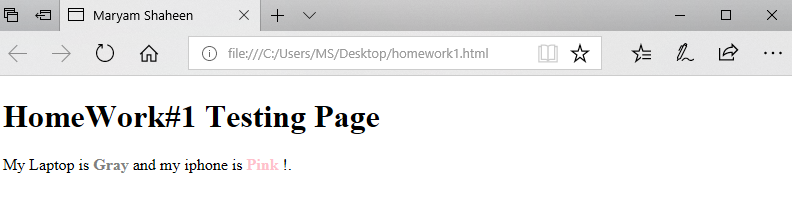 Maryam Shaheen
file:///C:/Users/MS/Desktop/homework1.html
HomeWork#1 Testing Page
My Laptop is Gray and my iphone is Pink !.